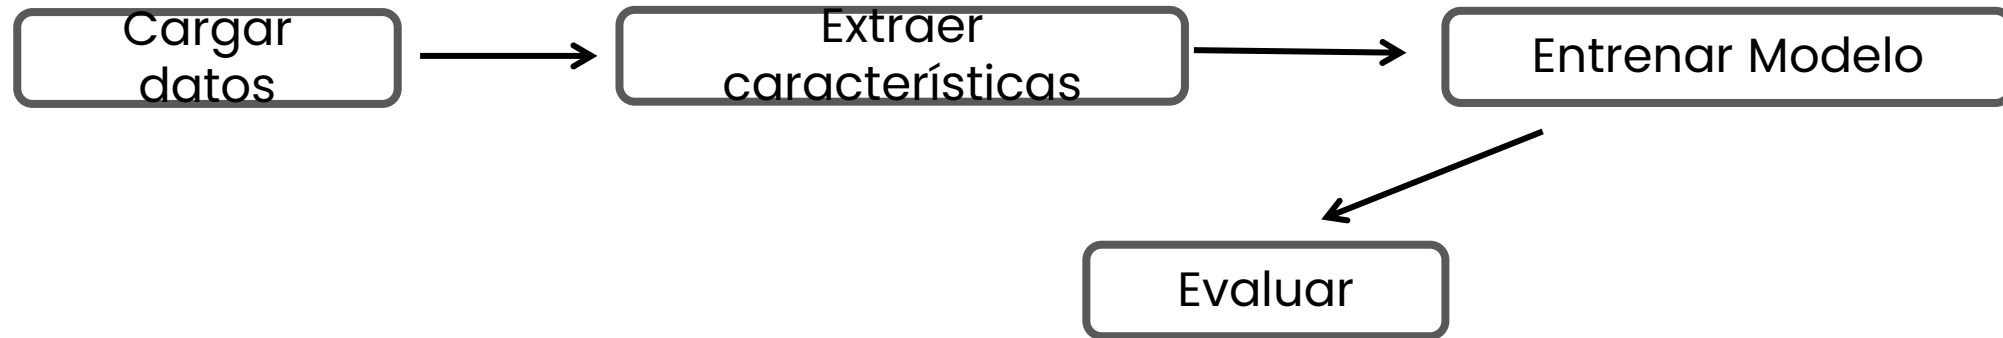 Cargar
datos
Extraer
características
Entrenar Modelo
Evaluar